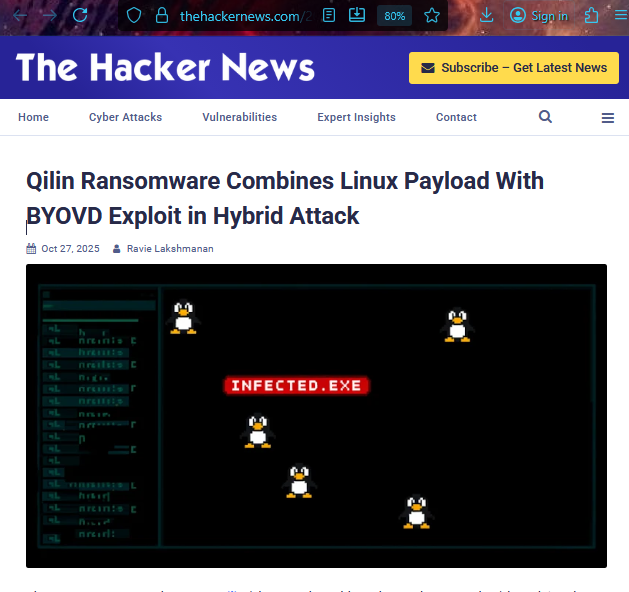 thehackernews.com/2
80%
Sign in
The Hacker News
Subscribe – Get Latest News
Home
Cyber Attacks
Vulnerabilities
Expert Insights
Contact
Qilin Ransomware Combines Linux Payload With
BYOVD Exploit in Hybrid Attack
Oct 27, 2025
Ravie Lakshmanan
INFECTED.EXE